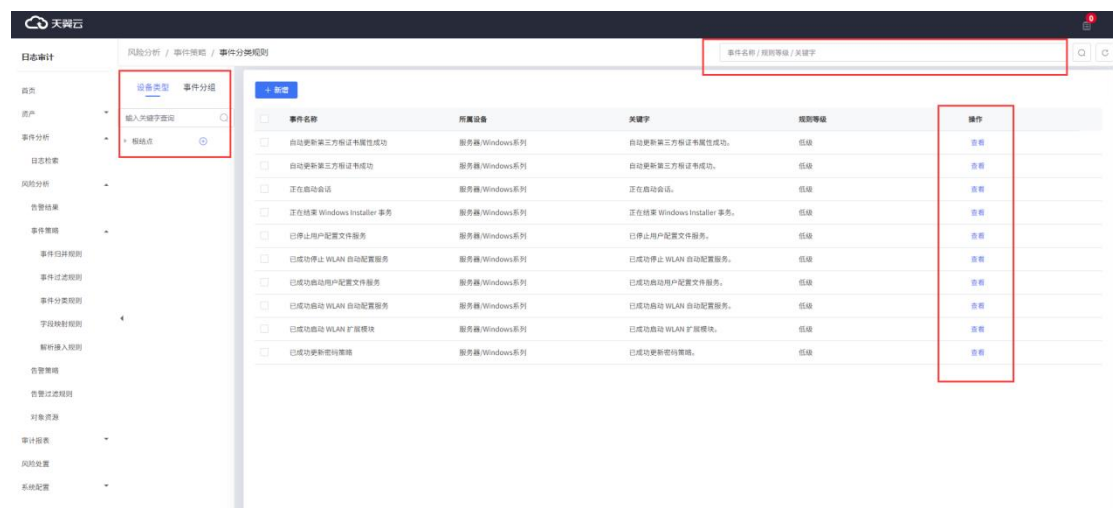 天翼云
0
日志审计
风险分析 / 事件策略 / 事件分类规则
事件名称 / 规则等级 / 关键字
首页
资产
事件分析
日志检索
风险分析
告警结果
事件策略
事件归并规则
事件过滤规则
事件分类规则
字段映射规则
解析接入规则
告警策略
告警过滤规则
对象资源
审计报表
风险处置
系统配置
设备类型 事件分组
输入关键字查询
根结点
+ 新增
事件名称 所属设备 关键字 规则等级 操作
自动更新第三方根证书属性成功 服务器/Windows系列 自动更新第三方根证书属性成功。 低级 查看
自动更新第三方根证书成功 服务器/Windows系列 自动更新第三方根证书成功。 低级 查看
正在启动会话 服务器/Windows系列 正在启动会话。 低级 查看
正在结束 Windows Installer 事务 服务器/Windows系列 正在结束 Windows Installer 事务。 低级 查看
已停止用户配置文件服务 服务器/Windows系列 已停止用户配置文件服务。 低级 查看
已成功停止 WLAN 自动配置服务 服务器/Windows系列 已成功停止 WLAN 自动配置服务。 低级 查看
已成功启动用户配置文件服务 服务器/Windows系列 已成功启动用户配置文件服务。 低级 查看
已成功启动 WLAN 自动配置服务 服务器/Windows系列 已成功启动 WLAN 自动配置服务。 低级 查看
已成功启动 WLAN 扩展模块 服务器/Windows系列 已成功启动 WLAN 扩展模块。 低级 查看
已成功更新密码策略 服务器/Windows系列 已成功更新密码策略。 低级 查看